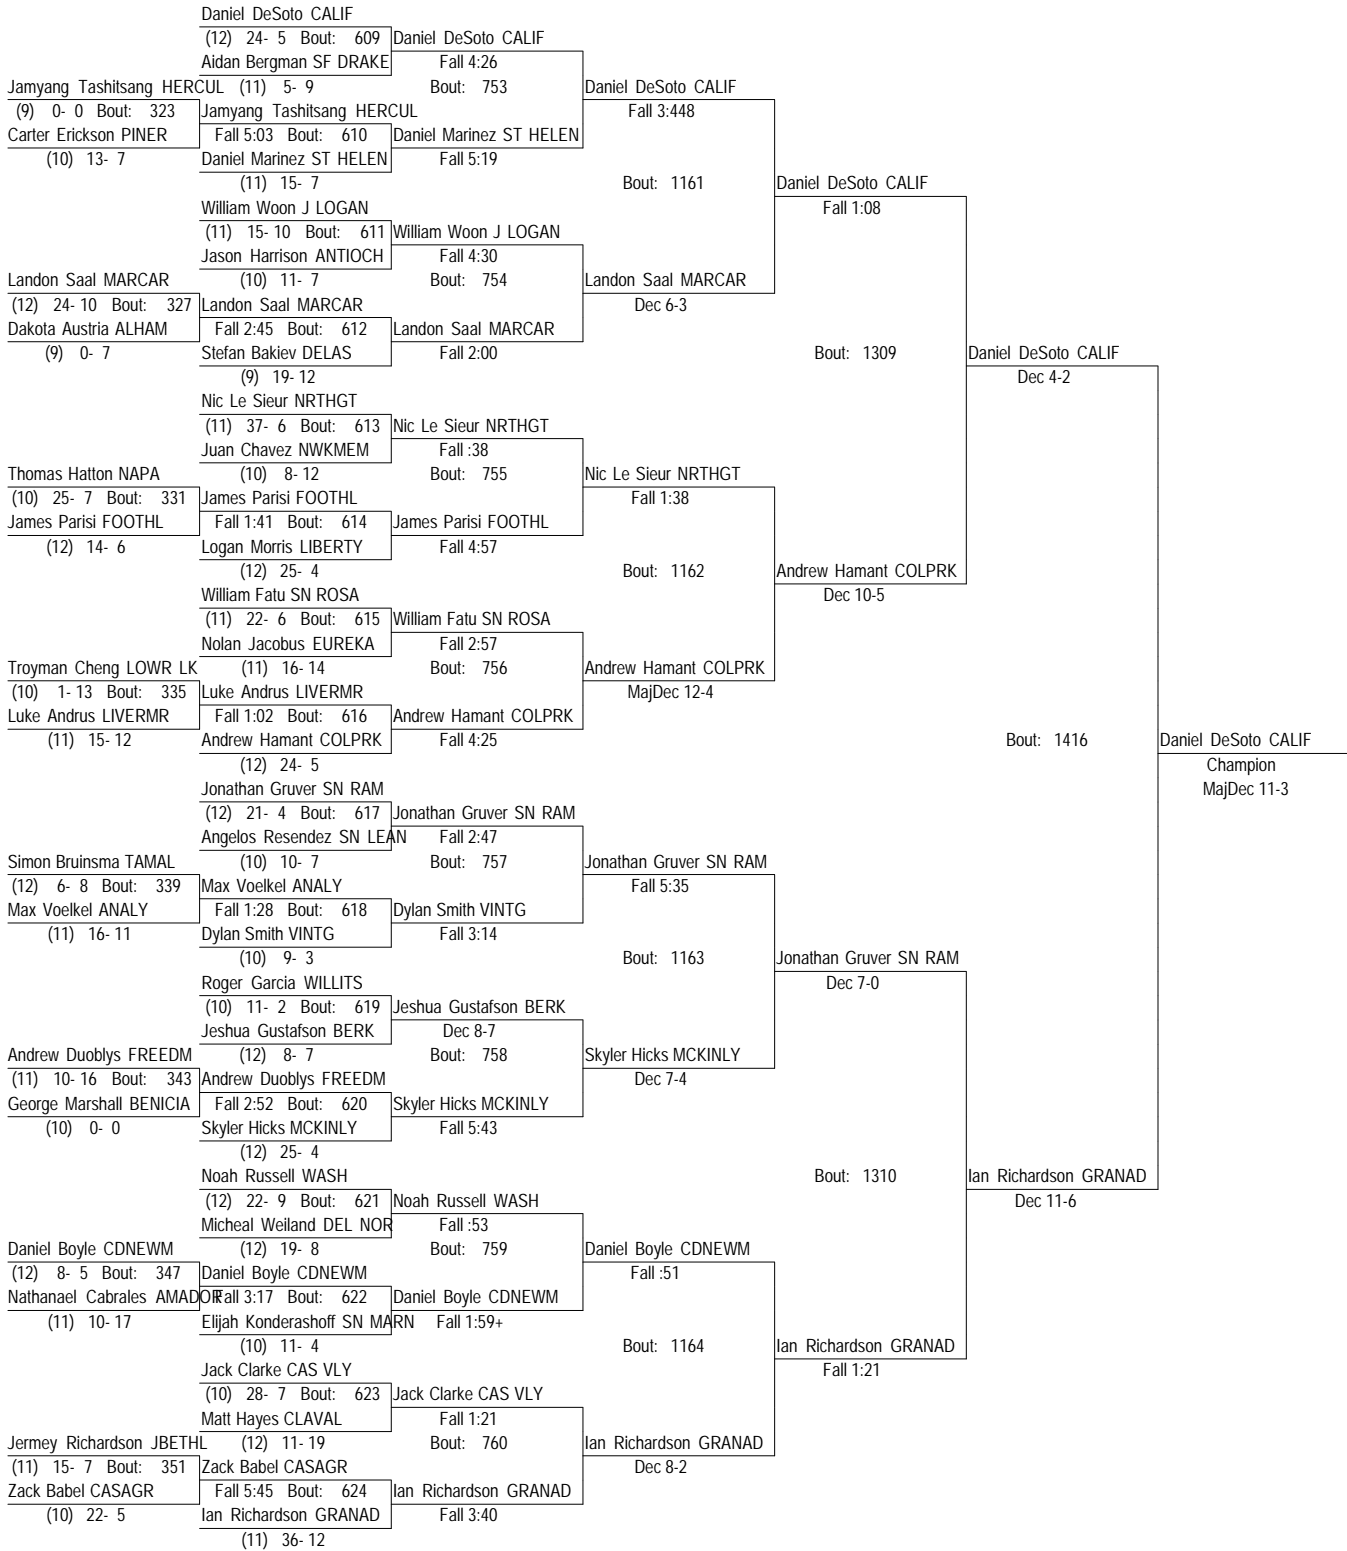 Daniel DeSoto CALIF
(12) 24- 5 Bout: 609 Daniel DeSoto CALIF
Aidan Bergman SF DRAKE Fall 4:26
Jamyang Tashitsang HERCUL (11) 5- 9 Bout: 753 Daniel DeSoto CALIF
(9) 0- 0 Bout: 323 Jamyang Tashitsang HERCUL Fall 3:448
Carter Erickson PINER Fall 5:03 Bout: 610 Daniel Marinez ST HELEN
(10) 13- 7 Daniel Marinez ST HELEN Fall 5:19
(11) 15- 7 Bout: 1161 Daniel DeSoto CALIF
William Woon J LOGAN Fall 1:08
(11) 15- 10 Bout: 611 William Woon J LOGAN
Jason Harrison ANTIOCH Fall 4:30
Landon Saal MARCAR (10) 11- 7 Bout: 754 Landon Saal MARCAR
(12) 24- 10 Bout: 327 Landon Saal MARCAR Dec 6-3
Dakota Austria ALHAM Fall 2:45 Bout: 612 Landon Saal MARCAR
(9) 0- 7 Stefan Bakiev DELAS Fall 2:00 Bout: 1309 Daniel DeSoto CALIF
(9) 19- 12 Dec 4-2
Nic Le Sieur NRTHGT
(11) 37- 6 Bout: 613 Nic Le Sieur NRTHGT
Juan Chavez NWKMEM Fall :38
Thomas Hatton NAPA (10) 8- 12 Bout: 755 Nic Le Sieur NRTHGT
(10) 25- 7 Bout: 331 James Parisi FOOTHL Fall 1:38
James Parisi FOOTHL Fall 1:41 Bout: 614 James Parisi FOOTHL
(12) 14- 6 Logan Morris LIBERTY Fall 4:57
(12) 25- 4 Bout: 1162 Andrew Hamant COLPRK
William Fatu SN ROSA Dec 10-5
(11) 22- 6 Bout: 615 William Fatu SN ROSA
Nolan Jacobus EUREKA Fall 2:57
Troyman Cheng LOWR LK (11) 16- 14 Bout: 756 Andrew Hamant COLPRK
(10) 1- 13 Bout: 335 Luke Andrus LIVERMR MajDec 12-4
Luke Andrus LIVERMR Fall 1:02 Bout: 616 Andrew Hamant COLPRK
(11) 15- 12 Andrew Hamant COLPRK Fall 4:25 Bout: 1416 Daniel DeSoto CALIF
(12) 24- 5 Champion
Jonathan Gruver SN RAM MajDec 11-3
(12) 21- 4 Bout: 617 Jonathan Gruver SN RAM
Angelos Resendez SN LEAN Fall 2:47
Simon Bruinsma TAMAL (10) 10- 7 Bout: 757 Jonathan Gruver SN RAM
(12) 6- 8 Bout: 339 Max Voelkel ANALY Fall 5:35
Max Voelkel ANALY Fall 1:28 Bout: 618 Dylan Smith VINTG
(11) 16- 11 Dylan Smith VINTG Fall 3:14
(10) 9- 3 Bout: 1163 Jonathan Gruver SN RAM
Roger Garcia WILLITS Dec 7-0
(10) 11- 2 Bout: 619 Jeshua Gustafson BERK
Jeshua Gustafson BERK Dec 8-7
Andrew Duoblys FREEDM (12) 8- 7 Bout: 758 Skyler Hicks MCKINLY
(11) 10- 16 Bout: 343 Andrew Duoblys FREEDM Dec 7-4
George Marshall BENICIA Fall 2:52 Bout: 620 Skyler Hicks MCKINLY
(10) 0- 0 Skyler Hicks MCKINLY Fall 5:43
(12) 25- 4
Noah Russell WASH Bout: 1310 Ian Richardson GRANAD
(12) 22- 9 Bout: 621 Noah Russell WASH Dec 11-6
Micheal Weiland DEL NOR Fall :53
Daniel Boyle CDNEWM (12) 19- 8 Bout: 759 Daniel Boyle CDNEWM
(12) 8- 5 Bout: 347 Daniel Boyle CDNEWM Fall :51
Nathanael Cabrales AMADOR Fall 3:17 Bout: 622 Daniel Boyle CDNEWM
(11) 10- 17 Elijah Konderashoff SN MARN Fall 1:59+
(10) 11- 4 Bout: 1164 Ian Richardson GRANAD
Jack Clarke CAS VLY Fall 1:21
(10) 28- 7 Bout: 623 Jack Clarke CAS VLY
Matt Hayes CLAVAL Fall 1:21
Jermey Richardson JBETHL (12) 11- 19 Bout: 760 Ian Richardson GRANAD
(11) 15- 7 Bout: 351 Zack Babel CASAGR Dec 8-2
Zack Babel CASAGR Fall 5:45 Bout: 624 Ian Richardson GRANAD
(10) 22- 5 Ian Richardson GRANAD Fall 3:40
(11) 36- 12